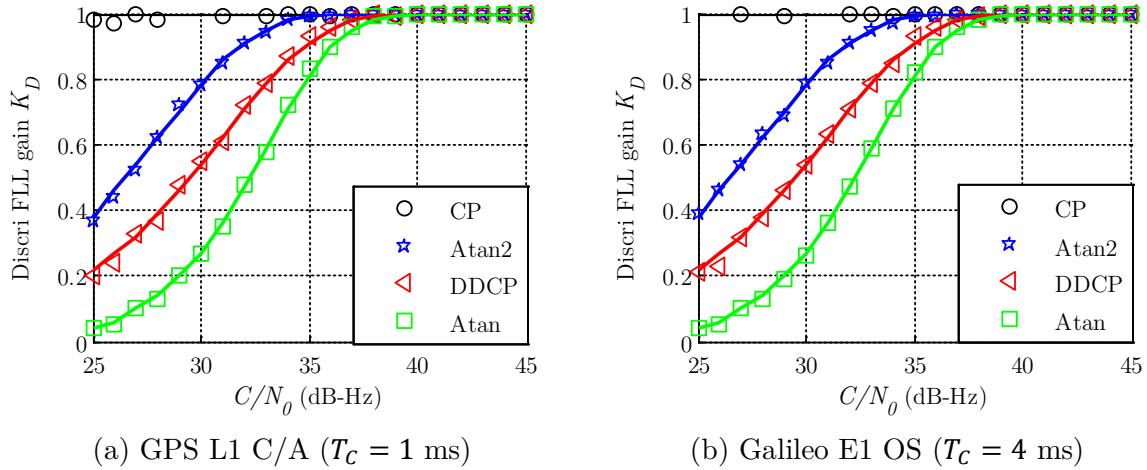 Discri FLL gain K_D
1
0.8
0.6
0.4
0.2
0
25
30
35
40
45
C/N_0 (dB-Hz)
CP
Atan2
DDCP
Atan
(a) GPS L1 C/A (T_C = 1 ms)
Discri FLL gain K_D
1
0.8
0.6
0.4
0.2
0
25
30
35
40
45
C/N_0 (dB-Hz)
CP
Atan2
DDCP
Atan
(b) Galileo E1 OS (T_C = 4 ms)